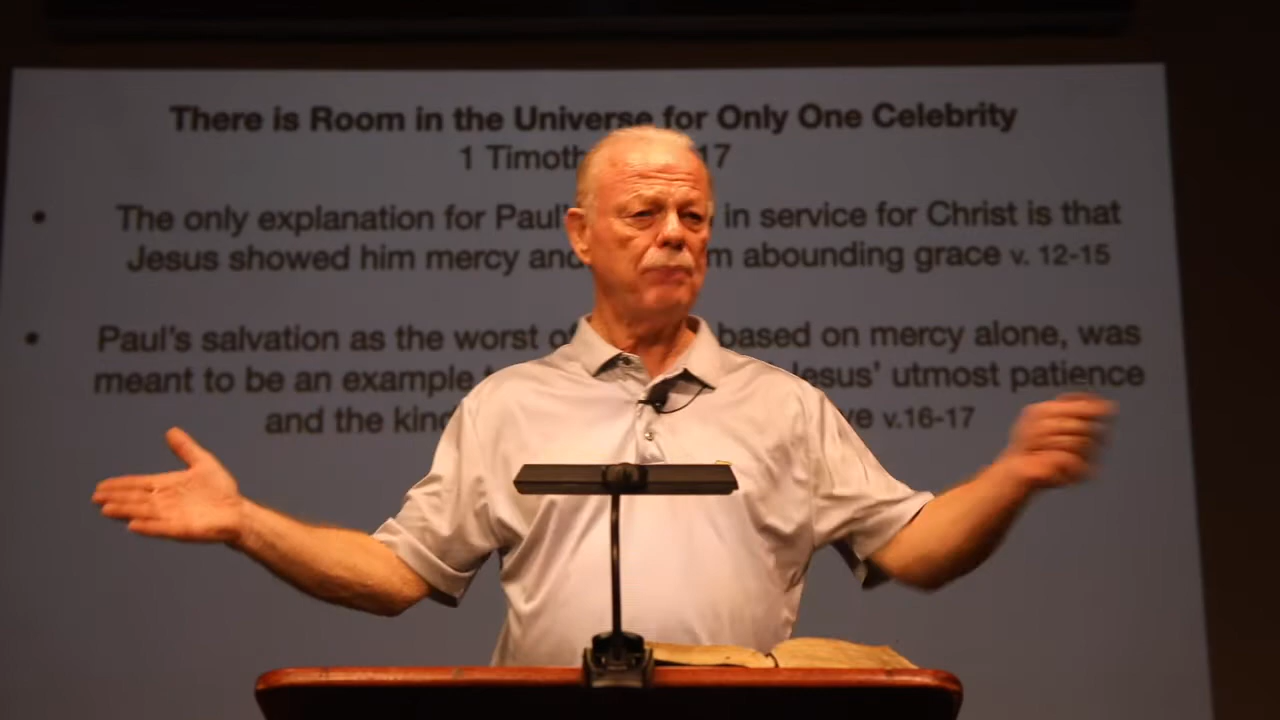 There is Room in the Universe for Only One Celebrity
1 Timoth 17
• The only explanation for Paul' in service for Christ is that
Jesus showed him mercy and m abounding grace v. 12-15
• Paul's salvation as the worst of based on mercy alone, was
meant to be an example Jesus' utmost patience
and the kin ve v.16-17